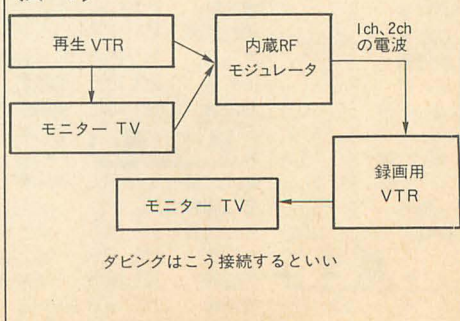 再生 VTR
内蔵RF
モジュレータ
1ch、2ch
の電波
モニター TV
録画用
VTR
モニター TV
ダビングはこう接続するといい